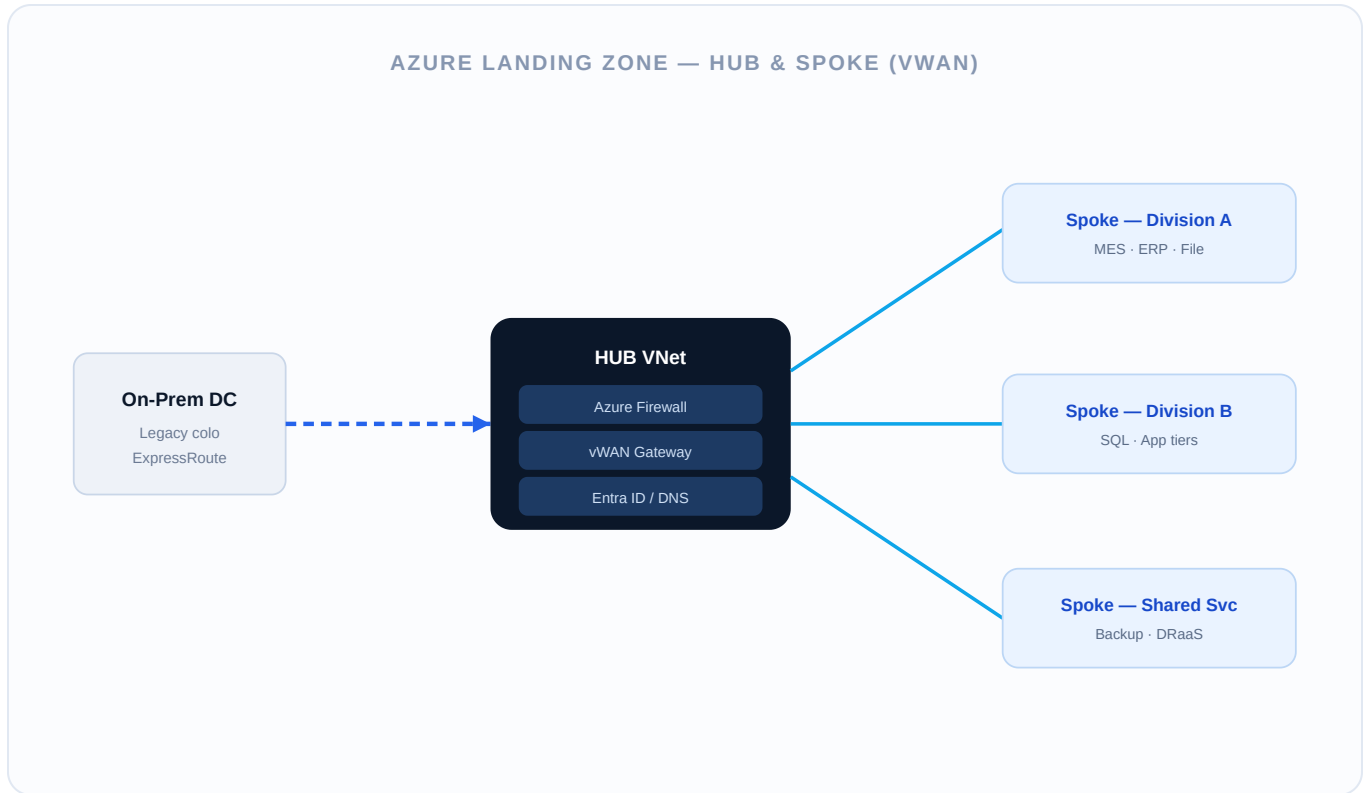 AZURE LANDING ZONE — HUB & SPOKE (VWAN)
On-Prem DC
Legacy colo
ExpressRoute
HUB VNet
Azure Firewall
vWAN Gateway
Entra ID / DNS
Spoke — Division A
MES · ERP · File
Spoke — Division B
SQL · App tiers
Spoke — Shared Svc
Backup · DRaaS